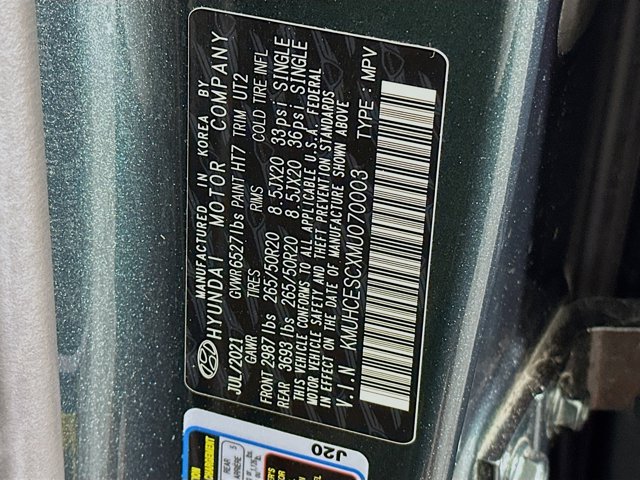 MANUFACTURED IN KOREA BY
HYUNDAI MOTOR COMPANY
JUL/2021 GVWR 6527lbs PAINT HT7 TRIM UT2
GAWR TIRES RIMS COLD TIRE INFL
FRONT 2987lbs 265/50R20 8.5JX20 33psi SINGLE
REAR 3693lbs 265/50R20 8.5JX20 36psi SINGLE
THIS VEHICLE CONFORMS TO ALL APPLICABLE U.S.A. FEDERAL
MOTOR VEHICLE SAFETY AND THEFT PREVENTION STANDARDS
IN EFFECT ON THE DATE OF MANUFACTURE SHOWN ABOVE
V.I.N. KMUHCESCXMU070003 TYPE : MPV
J20
REAR
5